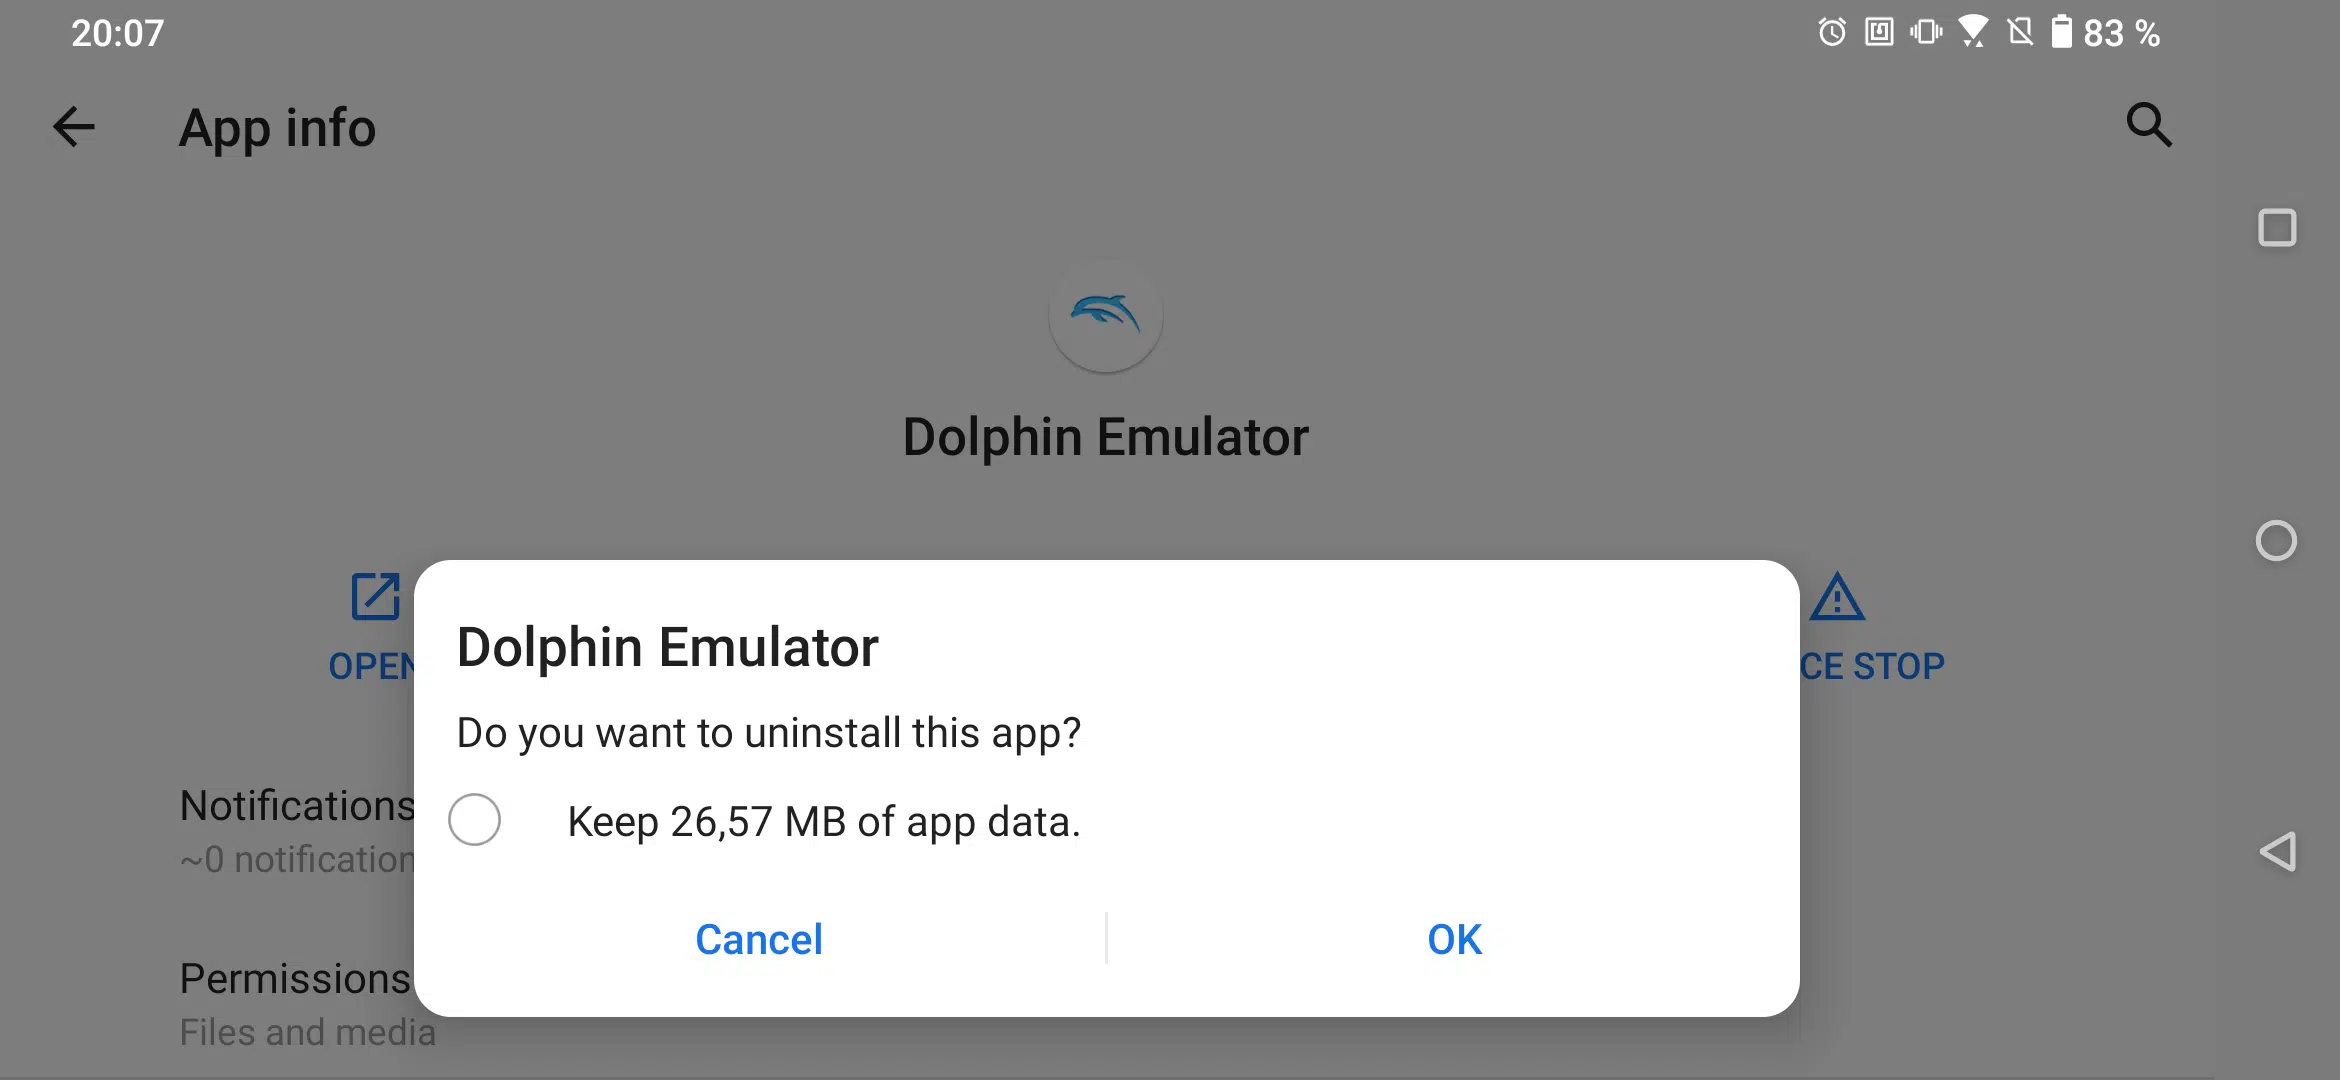 20:07
83 %
App info
Dolphin Emulator
OPEN
CE STOP
Dolphin Emulator
Do you want to uninstall this app?
Keep 26,57 MB of app data.
Cancel
OK
Notifications
~0 notification
Permissions
Files and media